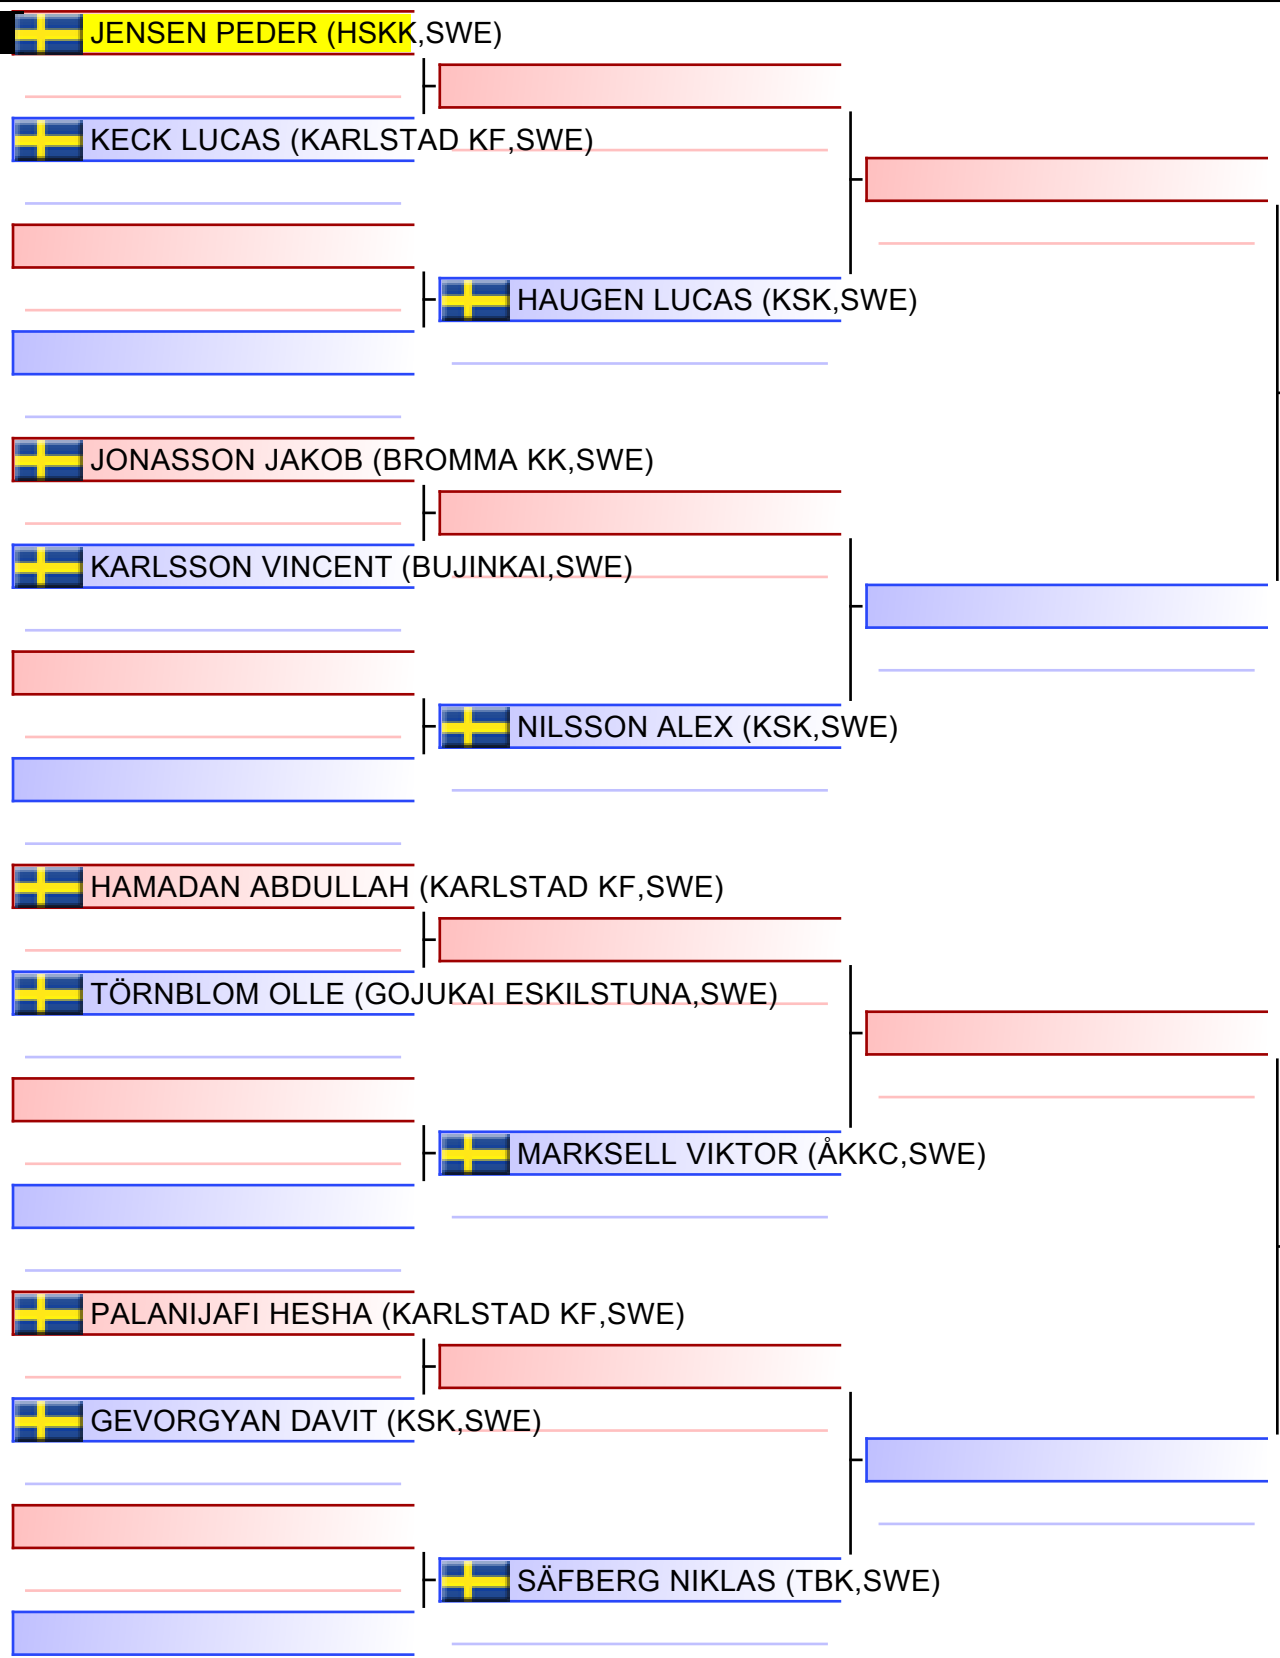 JENSEN PEDER (HSKK,SWE)
KECK LUCAS (KARLSTAD KF,SWE)
HAUGEN LUCAS (KSK,SWE)
JONASSON JAKOB (BROMMA KK,SWE)
KARLSSON VINCENT (BUJINKAI,SWE)
NILSSON ALEX (KSK,SWE)
HAMADAN ABDULLAH (KARLSTAD KF,SWE)
TÖRNBLOM OLLE (GOJUKAI ESKILSTUNA,SWE)
MARKSELL VIKTOR (ÅKKC,SWE)
PALANIJAFI HESHA (KARLSTAD KF,SWE)
GEVORGYAN DAVIT (KSK,SWE)
SÄFBERG NIKLAS (TBK,SWE)